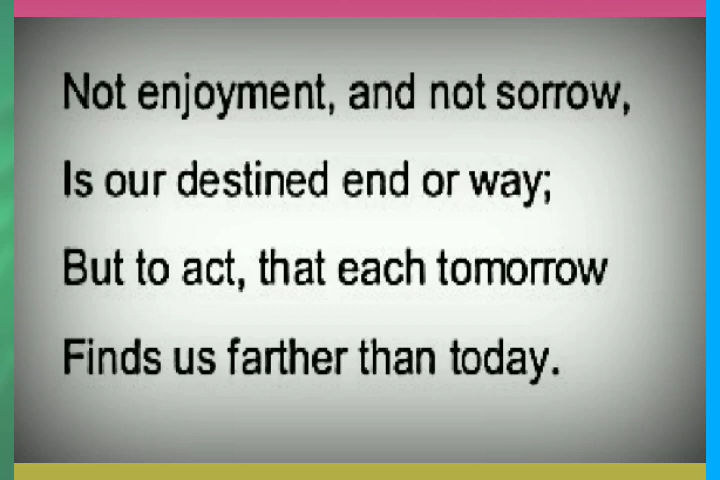 Not enjoyment, and not sorrow,
Is our destined end or way;
But to act, that each tomorrow
Finds us farther than today.